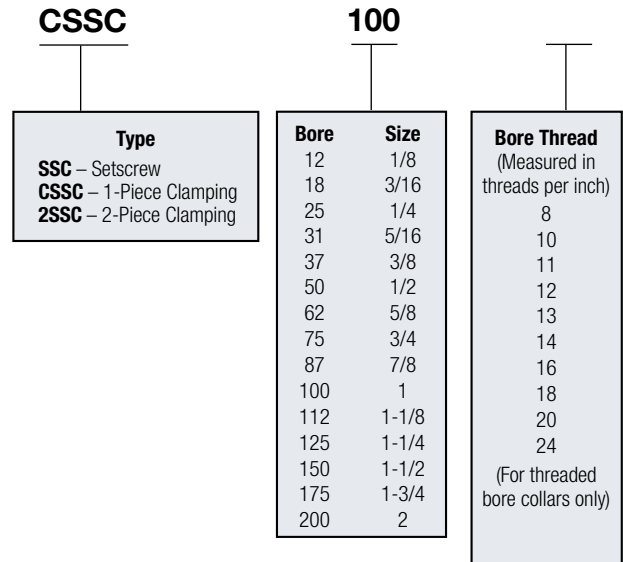 CSSC 100
Type
SSC – Setscrew
CSSC – 1-Piece Clamping
2SSC – 2-Piece Clamping
Bore Size
12 1/8
18 3/16
25 1/4
31 5/16
37 3/8
50 1/2
62 5/8
75 3/4
87 7/8
100 1
112 1-1/8
125 1-1/4
150 1-1/2
175 1-3/4
200 2
Bore Thread
(Measured in
threads per inch)
8
10
11
12
13
14
16
18
20
24
(For threaded
bore collars only)